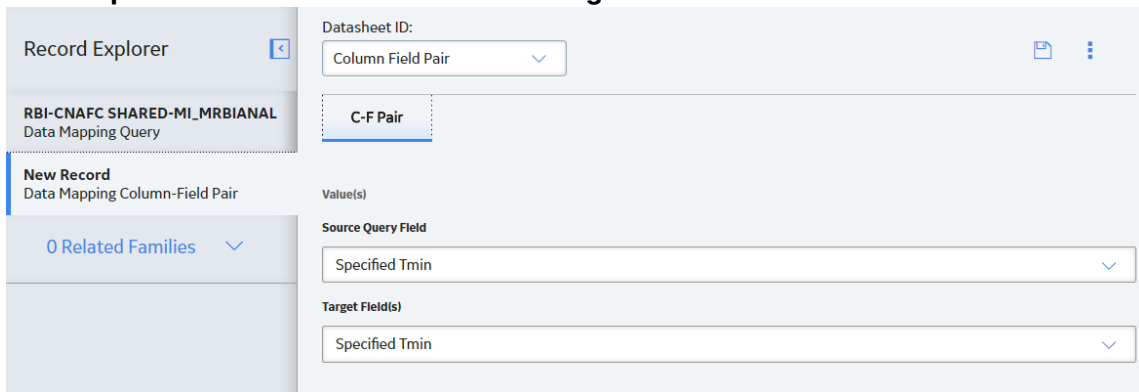 Record Explorer
Datasheet ID:
Column Field Pair
RBI-CNAFC SHARED-MI_MRBIANAL
Data Mapping Query
C-F Pair
New Record
Data Mapping Column-Field Pair
Value(s)
Source Query Field
0 Related Families
Specified Tmin
Target Field(s)
Specified Tmin